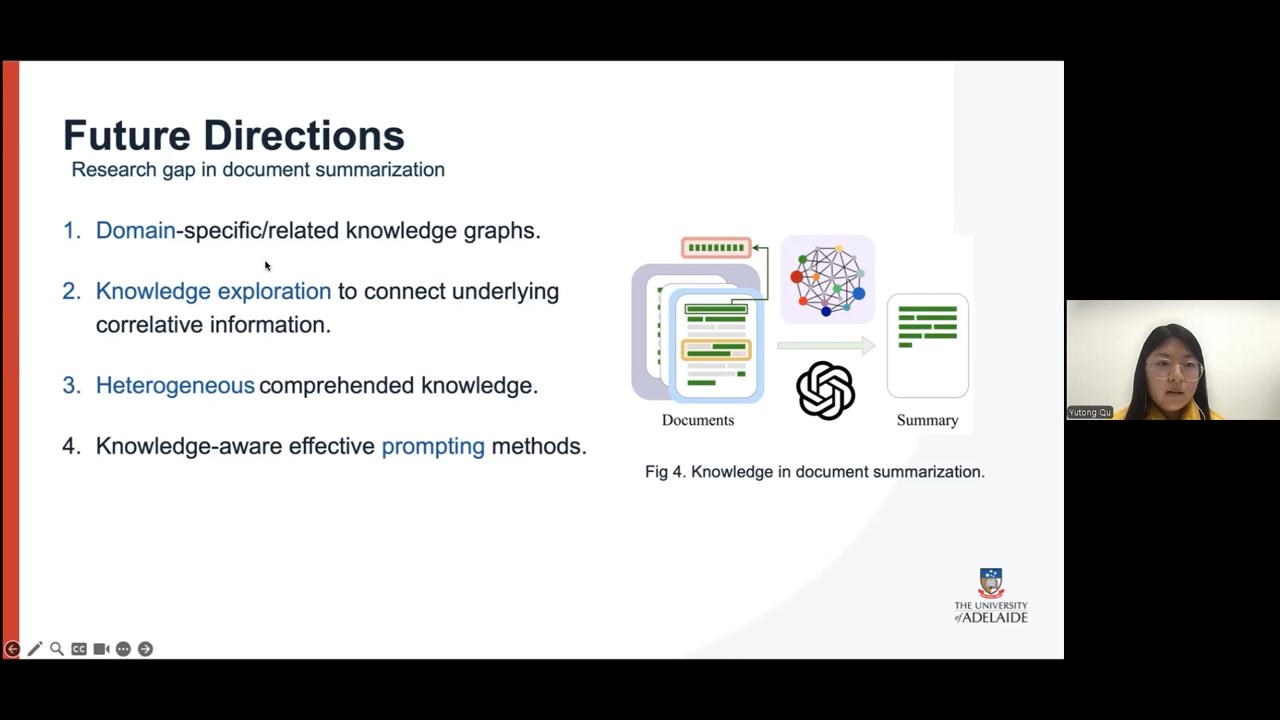 Future Directions
Research gap in document summarization
1. Domain-specific/related knowledge graphs.
2. Knowledge exploration to connect underlying
correlative information.
3. Heterogeneous comprehended knowledge.
4. Knowledge-aware effective prompting methods.
Documents
Summary
Fig 4. Knowledge in document summarization.
THE UNIVERSITY
of ADELAIDE
CC
Yutong Qu